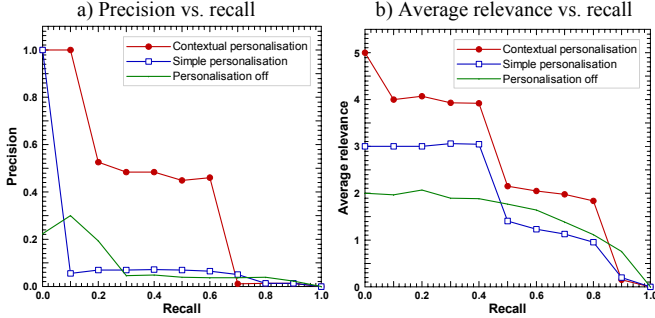 a) Precision vs. recall
Precision
1.0
0.8
0.6
0.4
0.2
0.0
Contextual personalisation
Simple personalisation
Personalisation off
0.0 0.2 0.4 0.6 0.8 1.0
Recall
b) Average relevance vs. recall
Average relevance
5
4
3
2
1
0
Contextual personalisation
Simple personalisation
Personalisation off
0.0 0.2 0.4 0.6 0.8 1.0
Recall